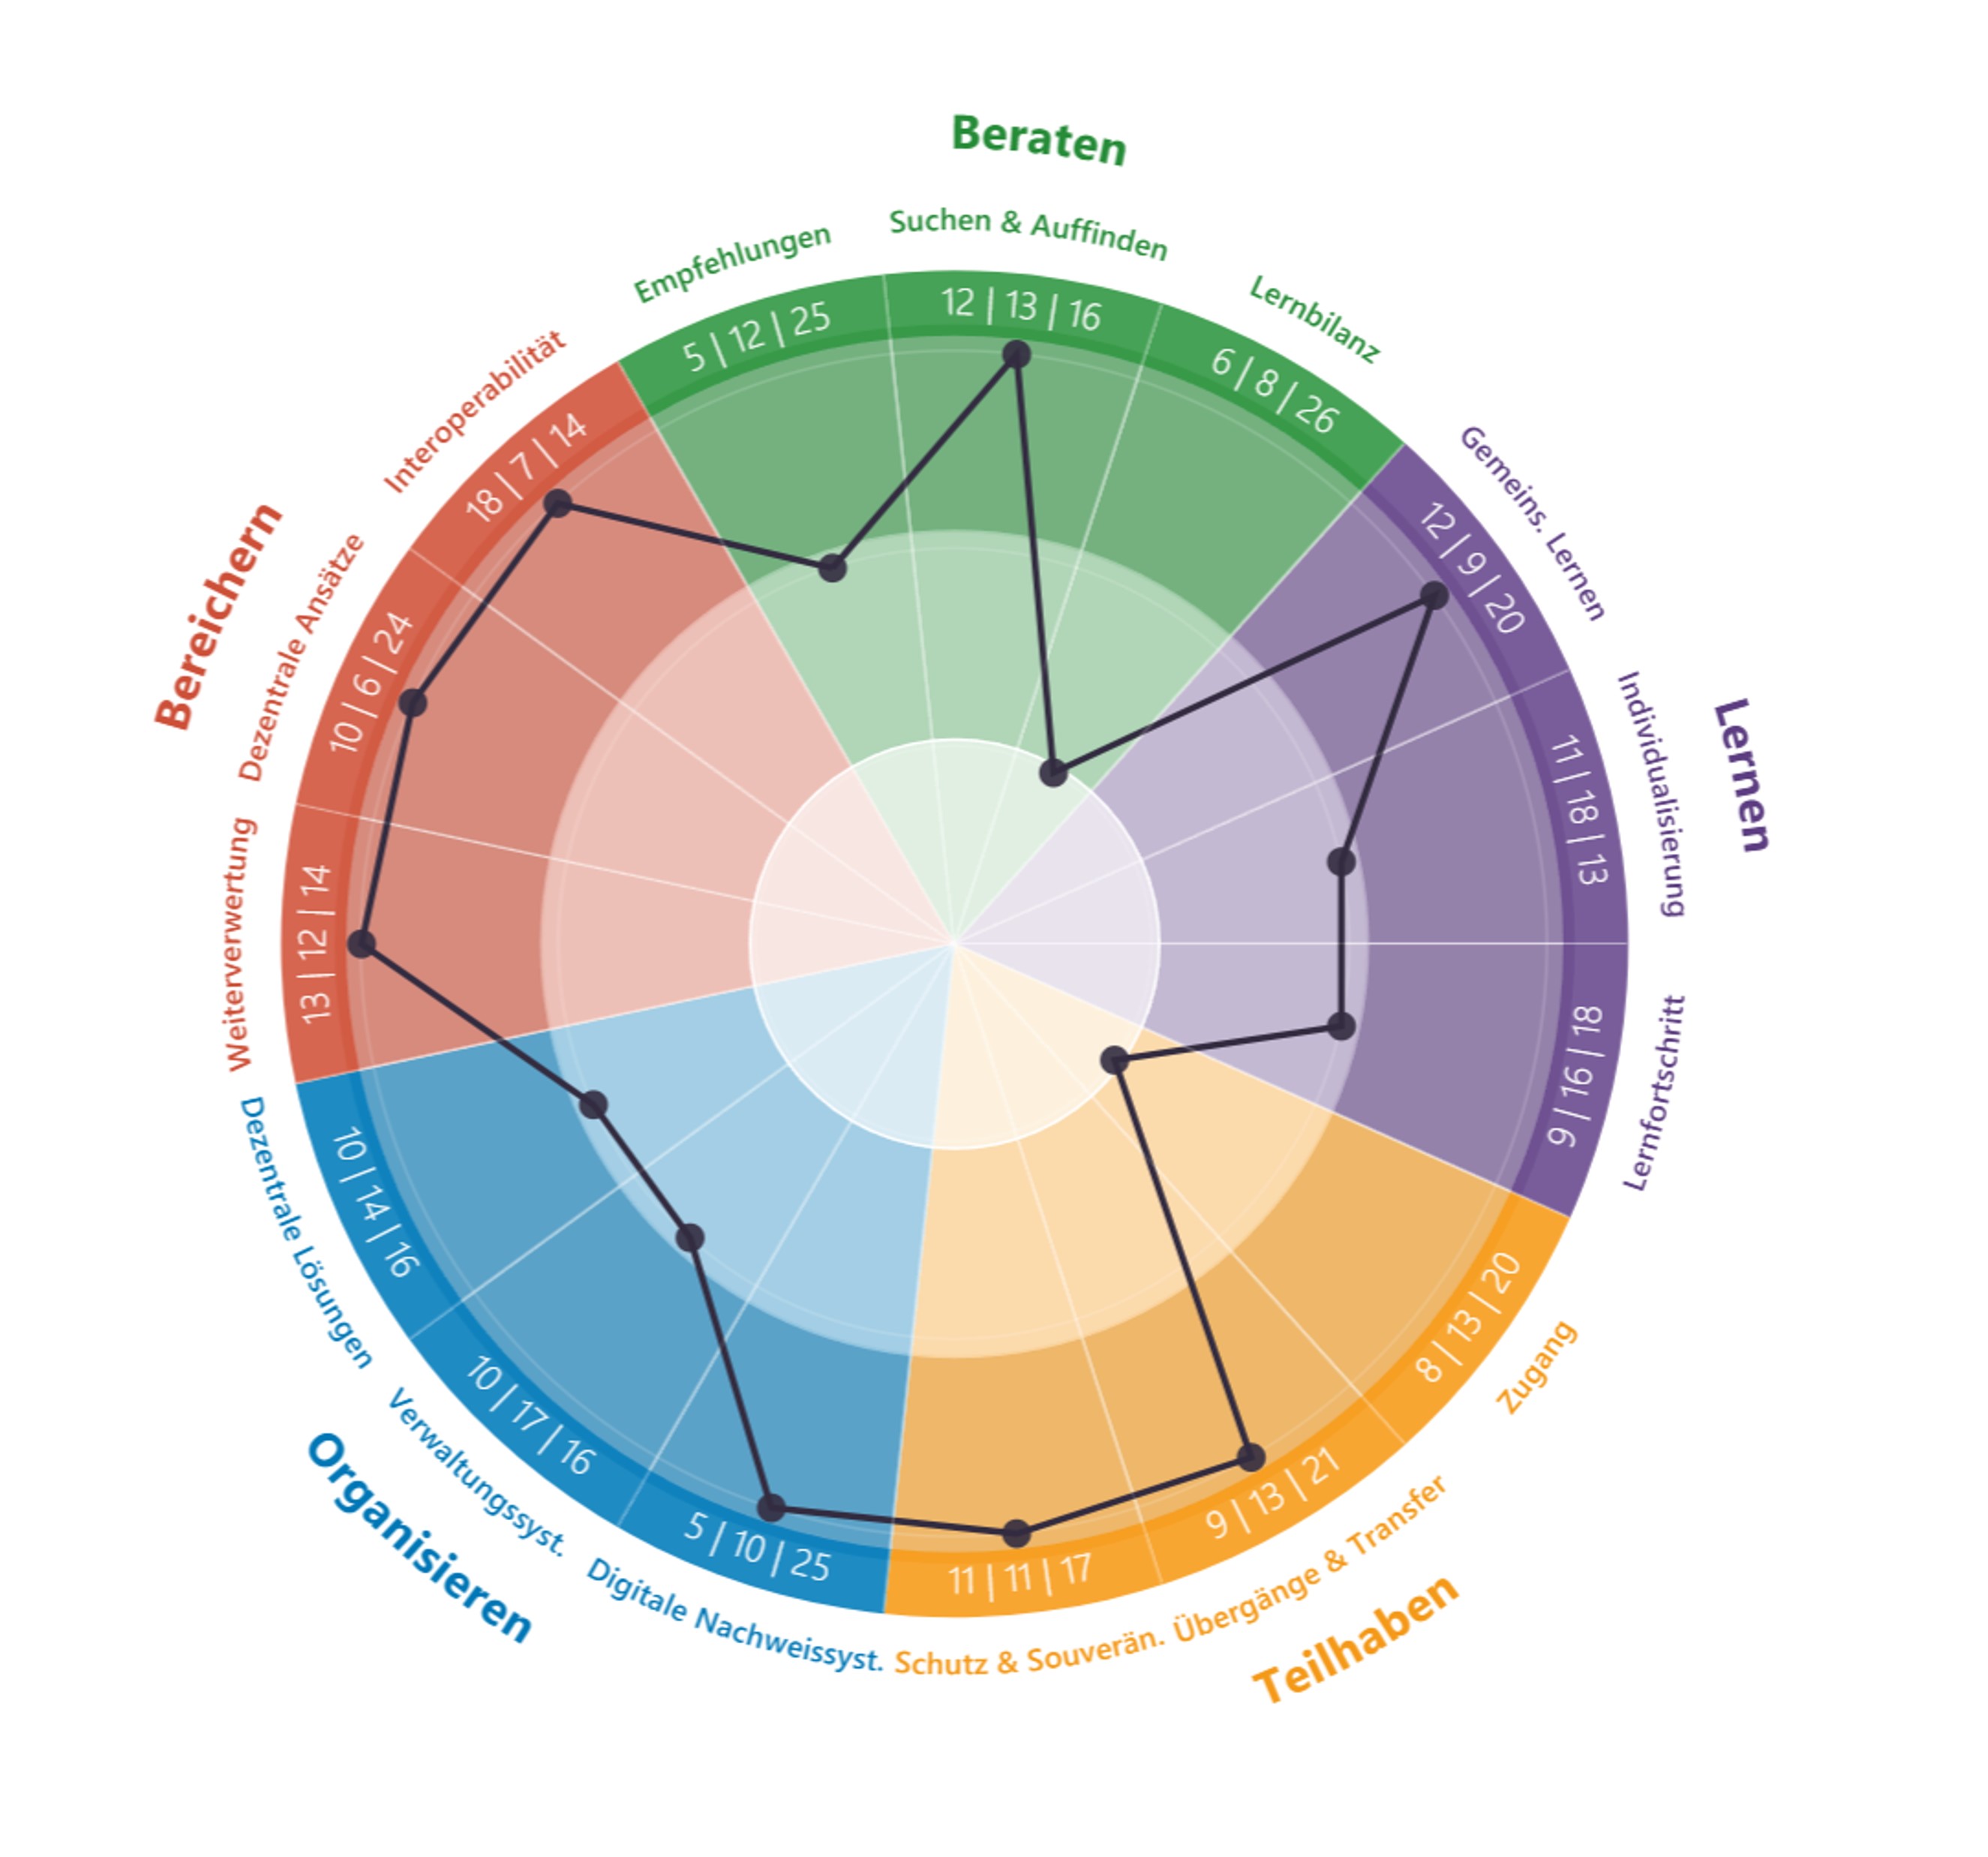 Beraten
Empfehlungen
5 | 12 | 25
Suchen & Auffinden
12 | 13 | 16
Lernbilanz
6 | 8 | 26
Lernen
Gemeins. Lernen
12 | 9 | 20
Individualisierung
11 | 18 | 13
Lernfortschritt
9 | 16 | 18
Teilhaben
Zugang
8 | 13 | 20
Übergänge & Transfer
9 | 13 | 21
Schutz & Souverän.
11 | 11 | 17
Organisieren
Digitale Nachweissyst.
5 | 10 | 25
Verwaltungssyst.
10 | 17 | 16
Dezentrale Lösungen
10 | 14 | 16
Bereichern
Weiterverwertung
13 | 12 | 14
Dezentrale Ansätze
10 | 6 | 24
Interoperabilität
18 | 7 | 14